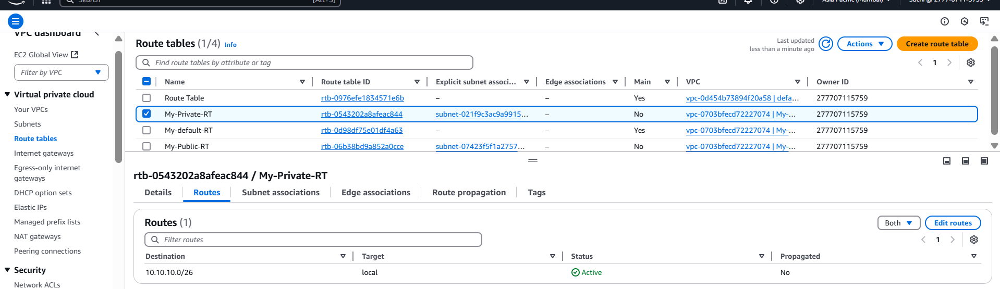 Search [Alt+S] Asia Pacific (Mumbai)
VPC dashboard
EC2 Global View
Filter by VPC
Virtual private cloud
Your VPCs
Subnets
Route tables
Internet gateways
Egress-only internet
gateways
DHCP option sets
Elastic IPs
Managed prefix lists
NAT gateways
Peering connections
Security
Network ACLs
Route tables (1/4) Info
Last updated
less than a minute ago
Actions
Create route table
Find route tables by attribute or tag
1
Name Route table ID Explicit subnet associ... Edge associations Main VPC Owner ID
Route Table rtb-0976efe1834571e6b – – Yes vpc-0d454b73894f20a58 | defa... 277707115759
My-Private-RT rtb-0543202a8afeac844 subnet-021f9c3ac9a9915... – No vpc-0703bfecd72227074 | My-... 277707115759
My-default-RT rtb-0d98df75e01df4a63 – – Yes vpc-0703bfecd72227074 | My-... 277707115759
My-Public-RT rtb-06b38bd9a852a0cce subnet-07423f5f1a2757... – No vpc-0703bfecd72227074 | My-... 277707115759
rtb-0543202a8afeac844 / My-Private-RT
Details Routes Subnet associations Edge associations Route propagation Tags
Routes (1)
Both
Edit routes
Filter routes
1
Destination Target Status Propagated
10.10.10.0/26 local Active No